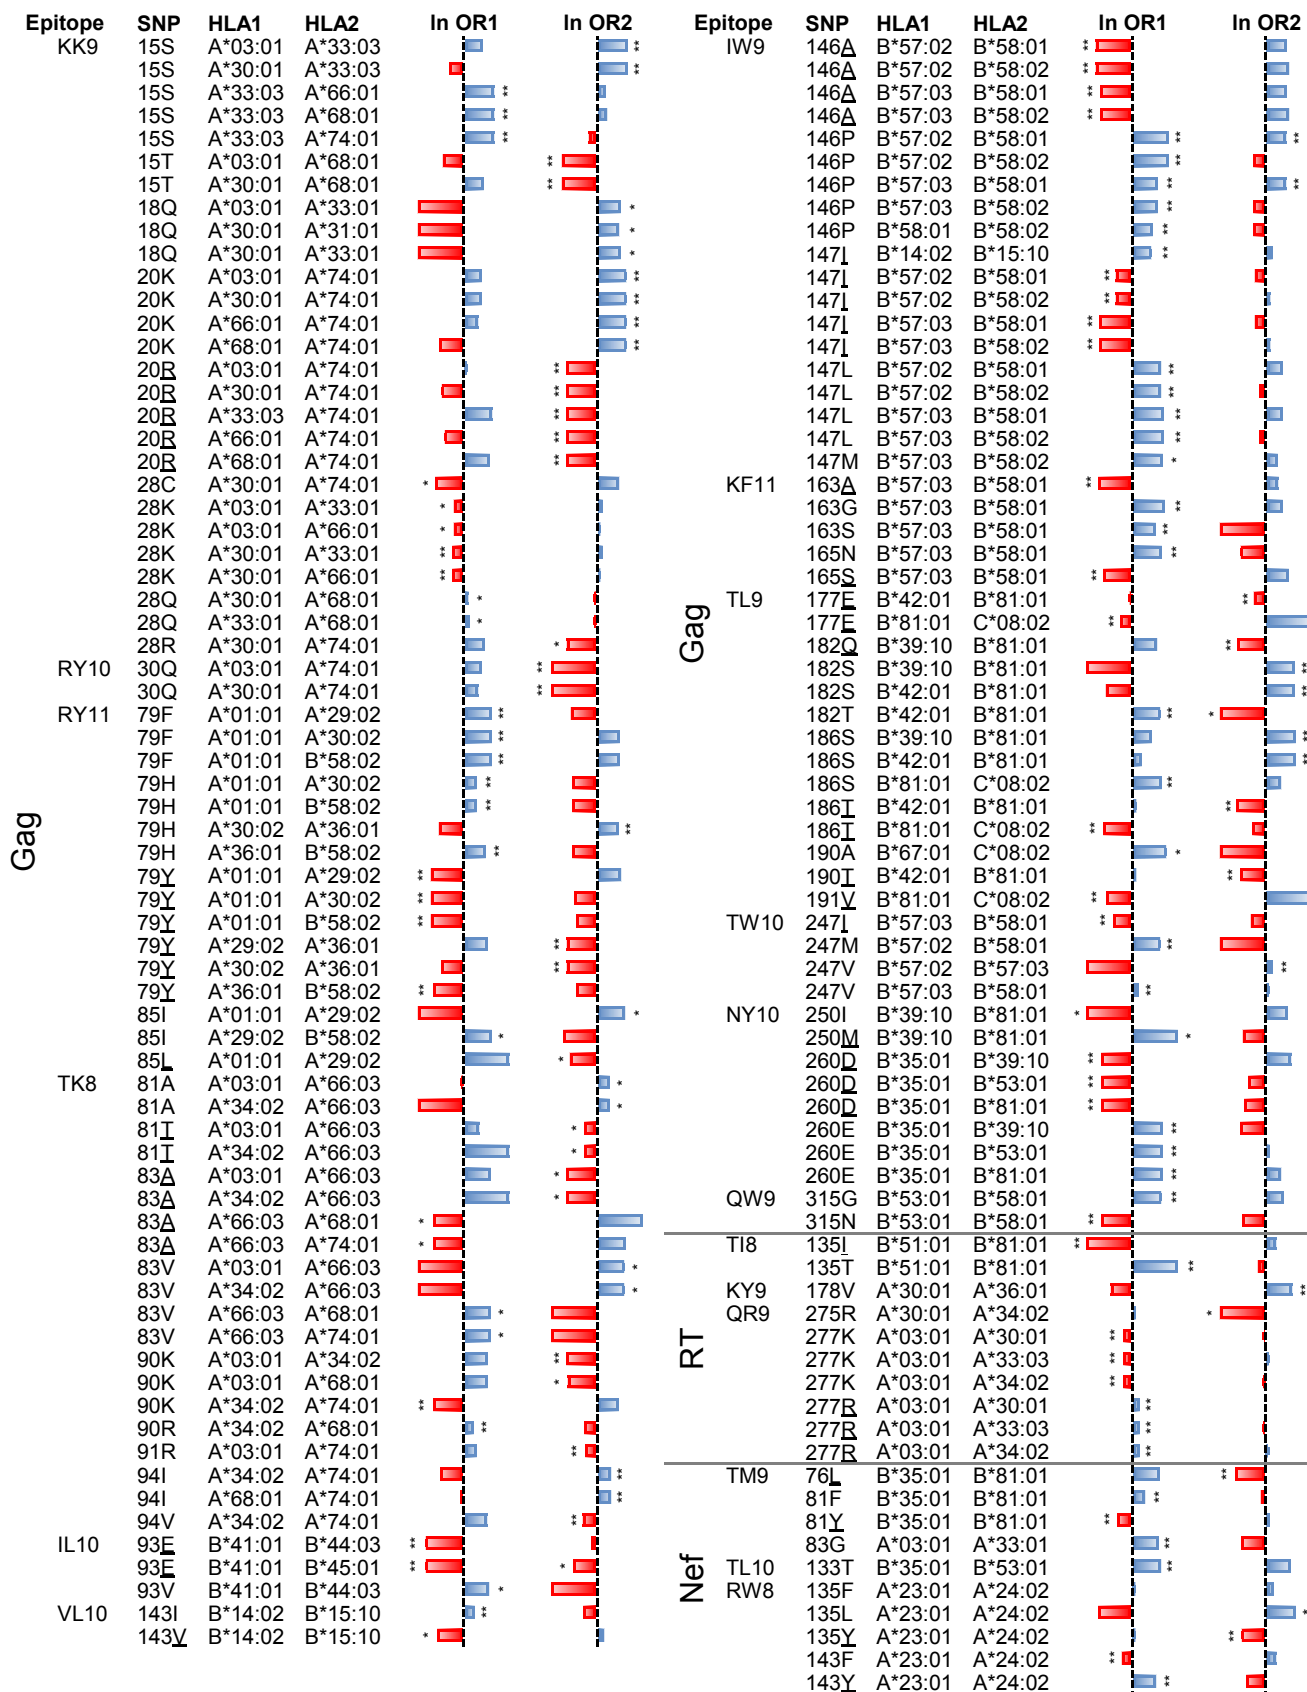 Epitope SNP HLA1 HLA2 ln OR1 ln OR2
KK9 15S A*03:01 A*33:03 **
15S A*30:01 A*33:03 **
15S A*33:03 A*66:01 **
15S A*33:03 A*68:01 **
15S A*33:03 A*74:01 **
15T A*03:01 A*68:01 **
15T A*30:01 A*68:01 **
18Q A*03:01 A*33:01 *
18Q A*30:01 A*31:01 *
18Q A*30:01 A*33:01 *
20K A*03:01 A*74:01 **
20K A*30:01 A*74:01 **
20K A*66:01 A*74:01 **
20K A*68:01 A*74:01 **
20R A*03:01 A*74:01 **
20R A*30:01 A*74:01 **
20R A*33:03 A*74:01 **
20R A*66:01 A*74:01 **
20R A*68:01 A*74:01 **
28C A*30:01 A*74:01 *
28K A*03:01 A*33:01 *
28K A*03:01 A*66:01 *
28K A*30:01 A*33:01 **
28K A*30:01 A*66:01 **
28Q A*30:01 A*68:01 *
28Q A*33:01 A*68:01 *
28R A*30:01 A*74:01 *
RY10 30Q A*03:01 A*74:01 **
30Q A*30:01 A*74:01 **
RY11 79F A*01:01 A*29:02 **
79F A*01:01 A*30:02 **
79F A*01:01 B*58:02 **
79H A*01:01 A*30:02 **
79H A*01:01 B*58:02 **
79H A*30:02 A*36:01 **
Gag
79H A*36:01 B*58:02 **
79Y A*01:01 A*29:02 **
79Y A*01:01 A*30:02 **
79Y A*01:01 B*58:02 **
79Y A*29:02 A*36:01 **
79Y A*30:02 A*36:01 **
79Y A*36:01 B*58:02 **
85I A*01:01 A*29:02 *
85I A*29:02 B*58:02 *
85L A*01:01 A*29:02 *
TK8 81A A*03:01 A*66:03 *
81A A*34:02 A*66:03 *
81T A*03:01 A*66:03 *
81T A*34:02 A*66:03 *
83A A*03:01 A*66:03 *
83A A*34:02 A*66:03 *
83A A*66:03 A*68:01 *
83A A*66:03 A*74:01 *
83V A*03:01 A*66:03 *
83V A*34:02 A*66:03 *
83V A*66:03 A*68:01 *
83V A*66:03 A*74:01 *
90K A*03:01 A*34:02 **
90K A*03:01 A*68:01 *
90K A*34:02 A*74:01 **
90R A*34:02 A*68:01 **
91R A*03:01 A*74:01 **
94I A*34:02 A*74:01 **
94I A*68:01 A*74:01 **
94V A*34:02 A*74:01 **
IL10 93E B*41:01 B*44:03 **
93E B*41:01 B*45:01 ** *
93V B*41:01 B*44:03 *
VL10 143I B*14:02 B*15:10 **
143V B*14:02 B*15:10 *
Epitope SNP HLA1 HLA2 ln OR1 ln OR2
IW9 146A B*57:02 B*58:01 **
146A B*57:02 B*58:02 **
146A B*57:03 B*58:01 **
146A B*57:03 B*58:02 **
146P B*57:02 B*58:01 ** **
146P B*57:02 B*58:02 **
146P B*57:03 B*58:01 ** **
146P B*57:03 B*58:02 **
146P B*58:01 B*58:02 **
147I B*14:02 B*15:10 **
147I B*57:02 B*58:01 **
147I B*57:02 B*58:02 **
147I B*57:03 B*58:01 **
147I B*57:03 B*58:02 **
147L B*57:02 B*58:01 **
147L B*57:02 B*58:02 **
147L B*57:03 B*58:01 **
147L B*57:03 B*58:02 **
147M B*57:03 B*58:02 *
KF11 163A B*57:03 B*58:01 **
163G B*57:03 B*58:01 **
163S B*57:03 B*58:01 **
165N B*57:03 B*58:01 **
165S B*57:03 B*58:01 **
TL9 177E B*42:01 B*81:01 **
177E B*81:01 C*08:02 **
Gag
182Q B*39:10 B*81:01 **
182S B*39:10 B*81:01 **
182S B*42:01 B*81:01 **
182T B*42:01 B*81:01 ** *
186S B*39:10 B*81:01 **
186S B*42:01 B*81:01 **
186S B*81:01 C*08:02 **
186T B*42:01 B*81:01 **
186T B*81:01 C*08:02 **
190A B*67:01 C*08:02 *
190T B*42:01 B*81:01 **
191V B*81:01 C*08:02 **
TW10 247I B*57:03 B*58:01 **
247M B*57:02 B*58:01 **
247V B*57:02 B*57:03 **
247V B*57:03 B*58:01 **
NY10 250I B*39:10 B*81:01 *
250M B*39:10 B*81:01 *
260D B*35:01 B*39:10 **
260D B*35:01 B*53:01 **
260D B*35:01 B*81:01 **
260E B*35:01 B*39:10 **
260E B*35:01 B*53:01 **
260E B*35:01 B*81:01 **
QW9 315G B*53:01 B*58:01 **
315N B*53:01 B*58:01 **
TI8 135I B*51:01 B*81:01 **
135T B*51:01 B*81:01 **
KY9 178V A*30:01 A*36:01 **
QR9 275R A*30:01 A*34:02 *
RT
277K A*03:01 A*30:01 **
277K A*03:01 A*33:03 **
277K A*03:01 A*34:02 **
277R A*03:01 A*30:01 **
277R A*03:01 A*33:03 **
277R A*03:01 A*34:02 **
TM9 76L B*35:01 B*81:01 **
81F B*35:01 B*81:01 **
81Y B*35:01 B*81:01 **
83G A*03:01 A*33:01 **
Nef
TL10 133T B*35:01 B*53:01 **
RW8 135F A*23:01 A*24:02
135L A*23:01 A*24:02 *
135Y A*23:01 A*24:02 **
143F A*23:01 A*24:02 **
143Y A*23:01 A*24:02 **